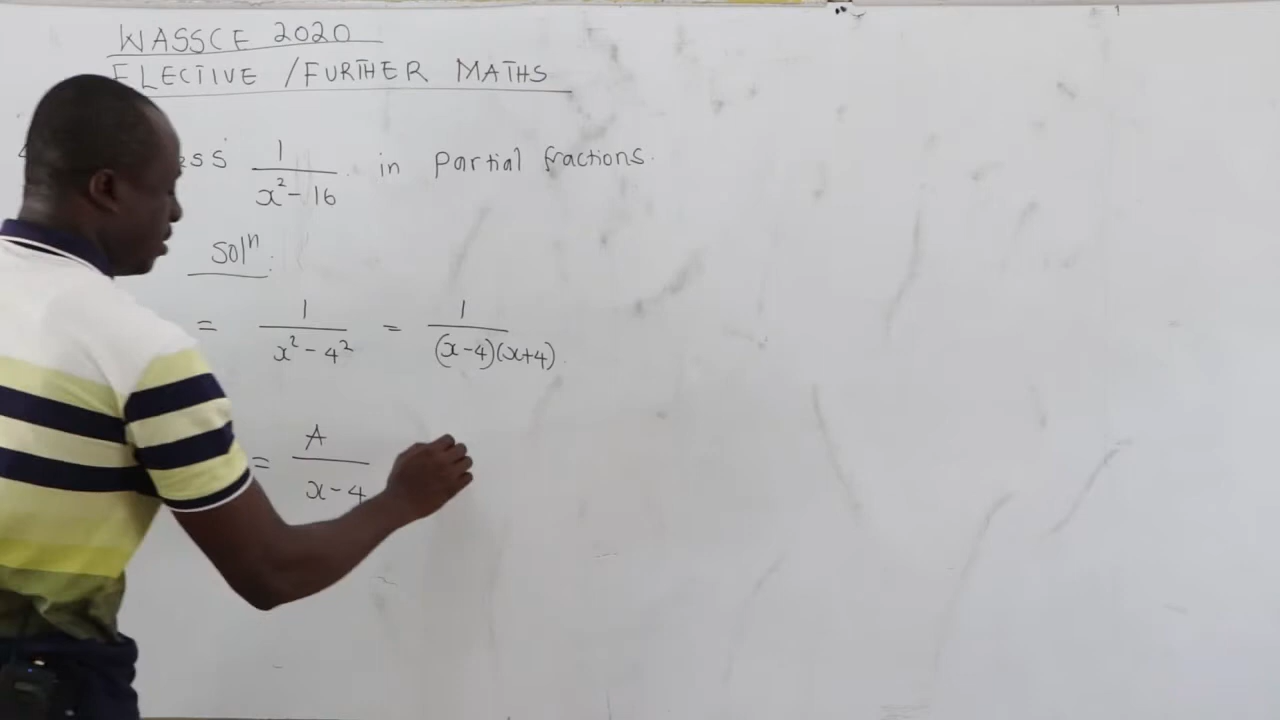 WASSCE 2020
ELECTIVE /FURTHER MATHS
1/(x² - 16) in Partial fractions.
Solⁿ:
= 1/(x² - 4²) = 1/((x-4)(x+4))
= A/(x-4)